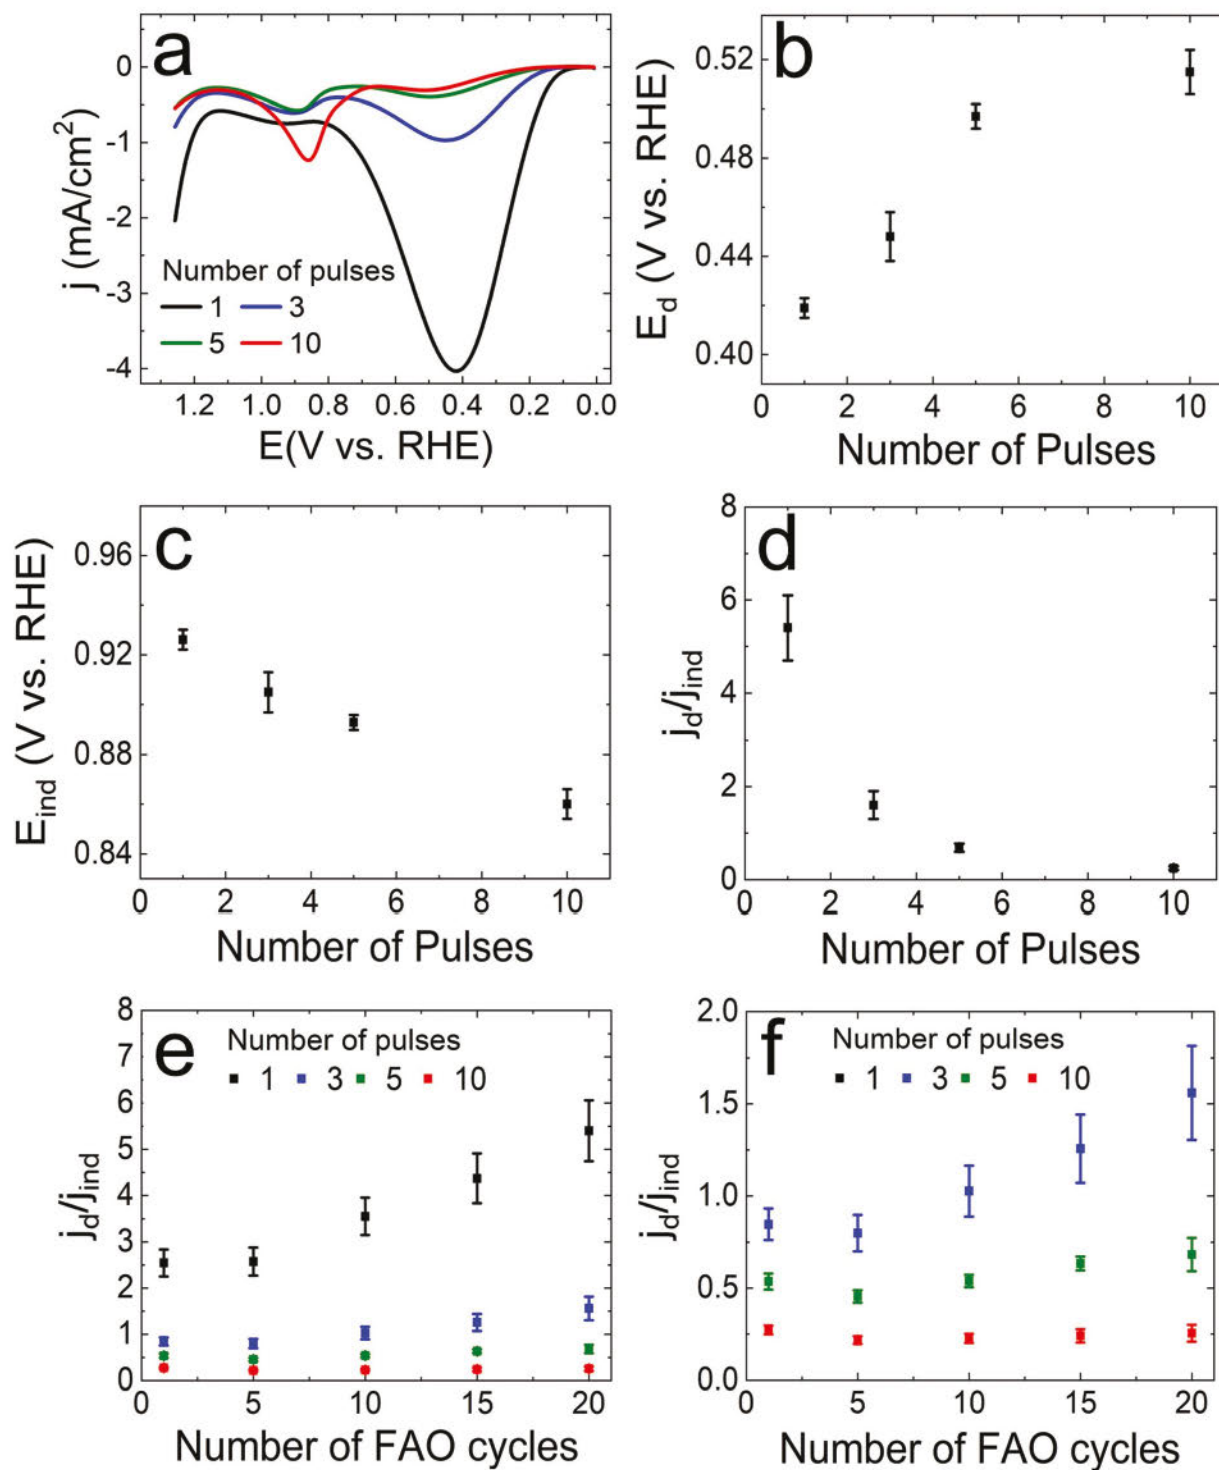 a
0
-1
-2
-3
-4
j (mA/cm²)
Number of pulses
1 3
5 10
1.2 1.0 0.8 0.6 0.4 0.2 0.0
E(V vs. RHE)
b
0.52
0.48
0.44
0.40
E_d (V vs. RHE)
0 2 4 6 8 10
Number of Pulses
c
0.96
0.92
0.88
0.84
E_ind (V vs. RHE)
0 2 4 6 8 10
Number of Pulses
d
8
6
4
2
0
j_d/j_ind
0 2 4 6 8 10
Number of Pulses
e
8
7
6
5
4
3
2
1
0
j_d/j_ind
Number of pulses
1 3 5 10
0 5 10 15 20
Number of FAO cycles
f
2.0
1.5
1.0
0.5
0.0
j_d/j_ind
Number of pulses
1 3 5 10
0 5 10 15 20
Number of FAO cycles